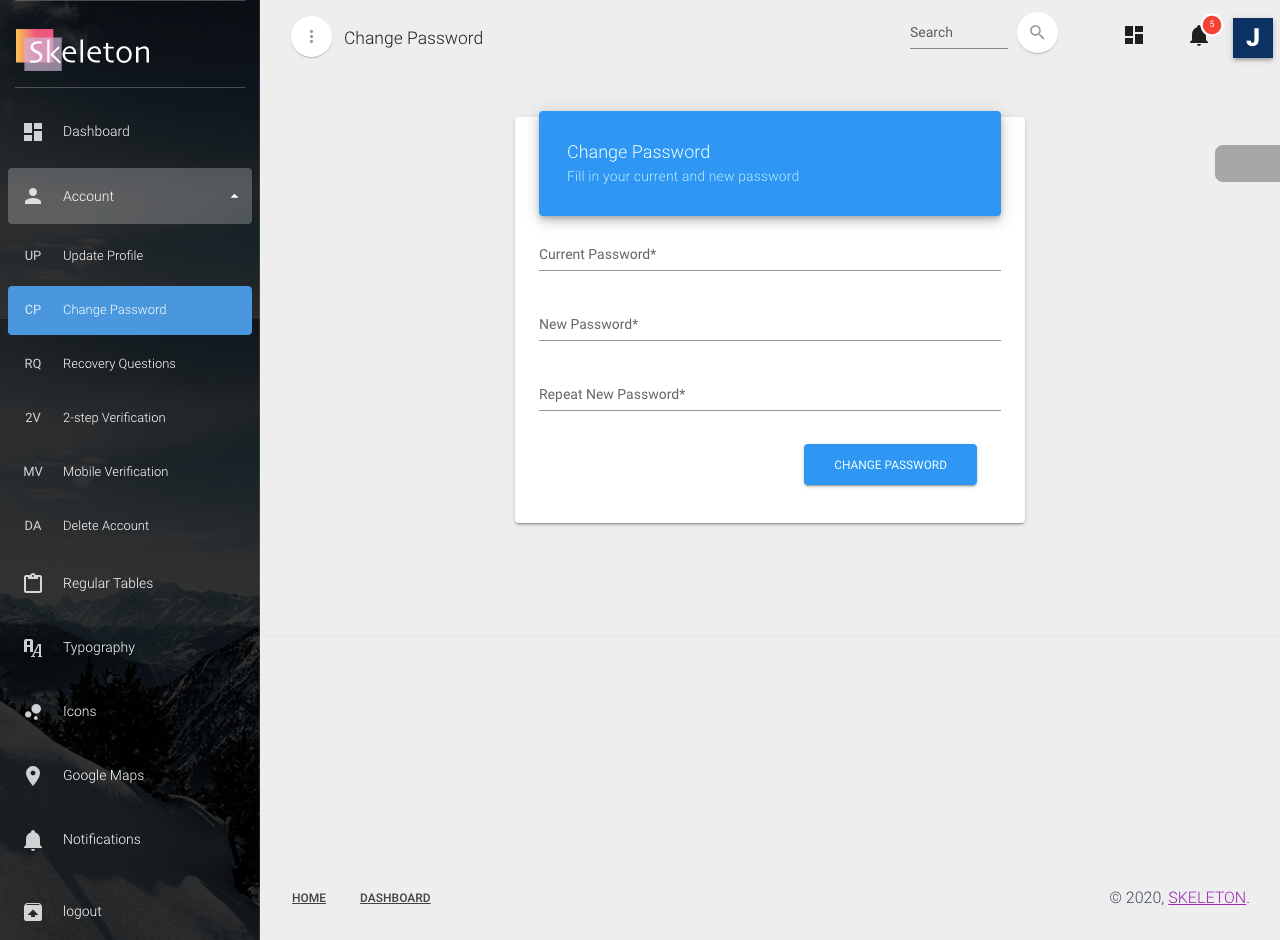 Skeleton
Dashboard
Account
UP Update Profile
CP Change Password
RQ Recovery Questions
2V 2-step Verification
MV Mobile Verification
DA Delete Account
Regular Tables
Typography
Icons
Google Maps
Notifications
logout
Change Password
Search
5
J
Change Password
Fill in your current and new password
Current Password*
New Password*
Repeat New Password*
CHANGE PASSWORD
HOME DASHBOARD
© 2020, SKELETON.